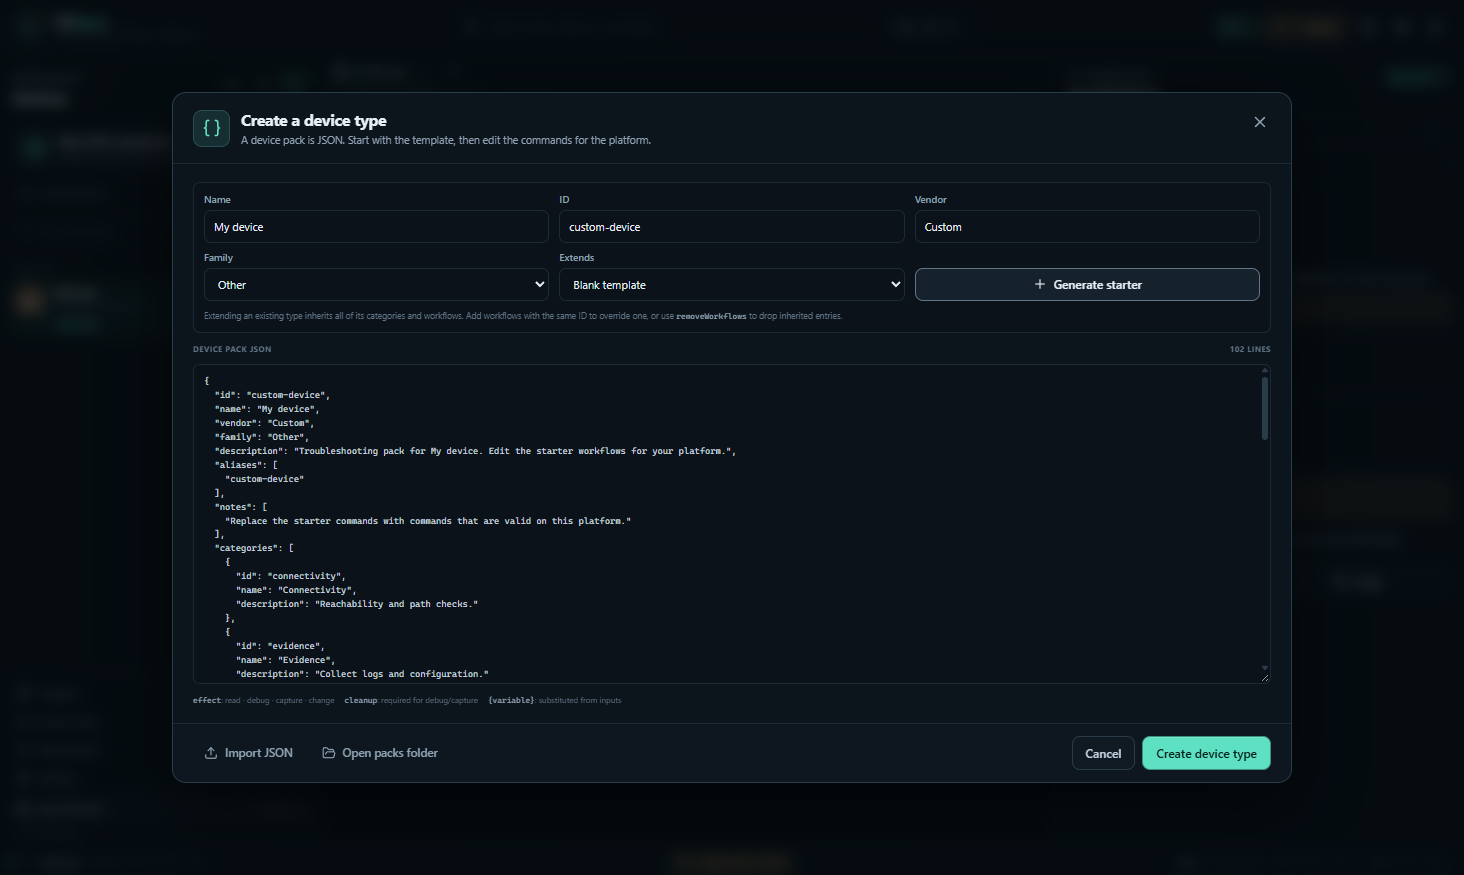 Create a device type
A device pack is JSON. Start with the template, then edit the commands for the platform.
Name
ID
Vendor
My device
custom-device
Custom
Family
Extends
Other
Blank template
Generate starter
Extending an existing type inherits all of its categories and workflows. Add workflows with the same ID to override one, or use removeWorkflows to drop inherited entries.
DEVICE PACK JSON
102 LINES
{
  "id": "custom-device",
  "name": "My device",
  "vendor": "Custom",
  "family": "Other",
  "description": "Troubleshooting pack for My device. Edit the starter workflows for your platform.",
  "aliases": [
    "custom-device"
  ],
  "notes": [
    "Replace the starter commands with commands that are valid on this platform."
  ],
  "categories": [
    {
      "id": "connectivity",
      "name": "Connectivity",
      "description": "Reachability and path checks."
    },
    {
      "id": "evidence",
      "name": "Evidence",
      "description": "Collect logs and configuration."
effect: read · debug · capture · change cleanup: required for debug/capture {variable}: substituted from inputs
Import JSON
Open packs folder
Cancel
Create device type